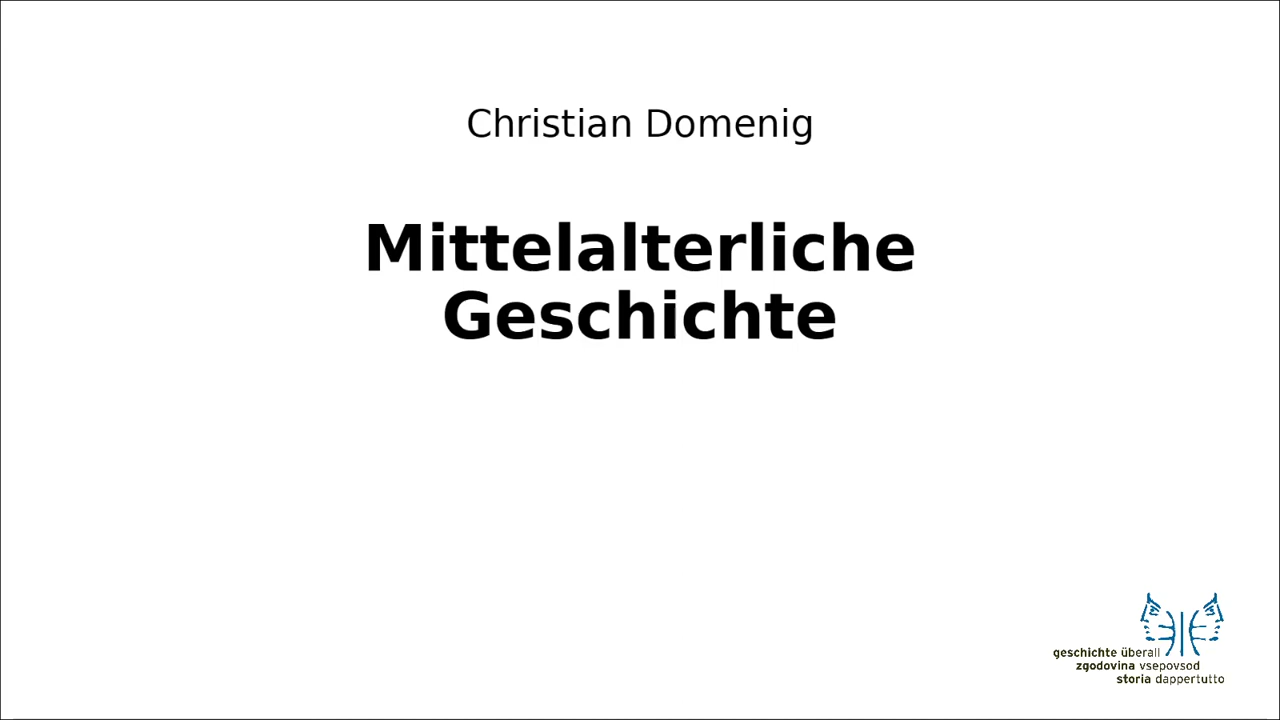 Christian Domenig
Mittelalterliche
Geschichte
geschichte überall
zgodovina vsepovsod
storia dappertutto